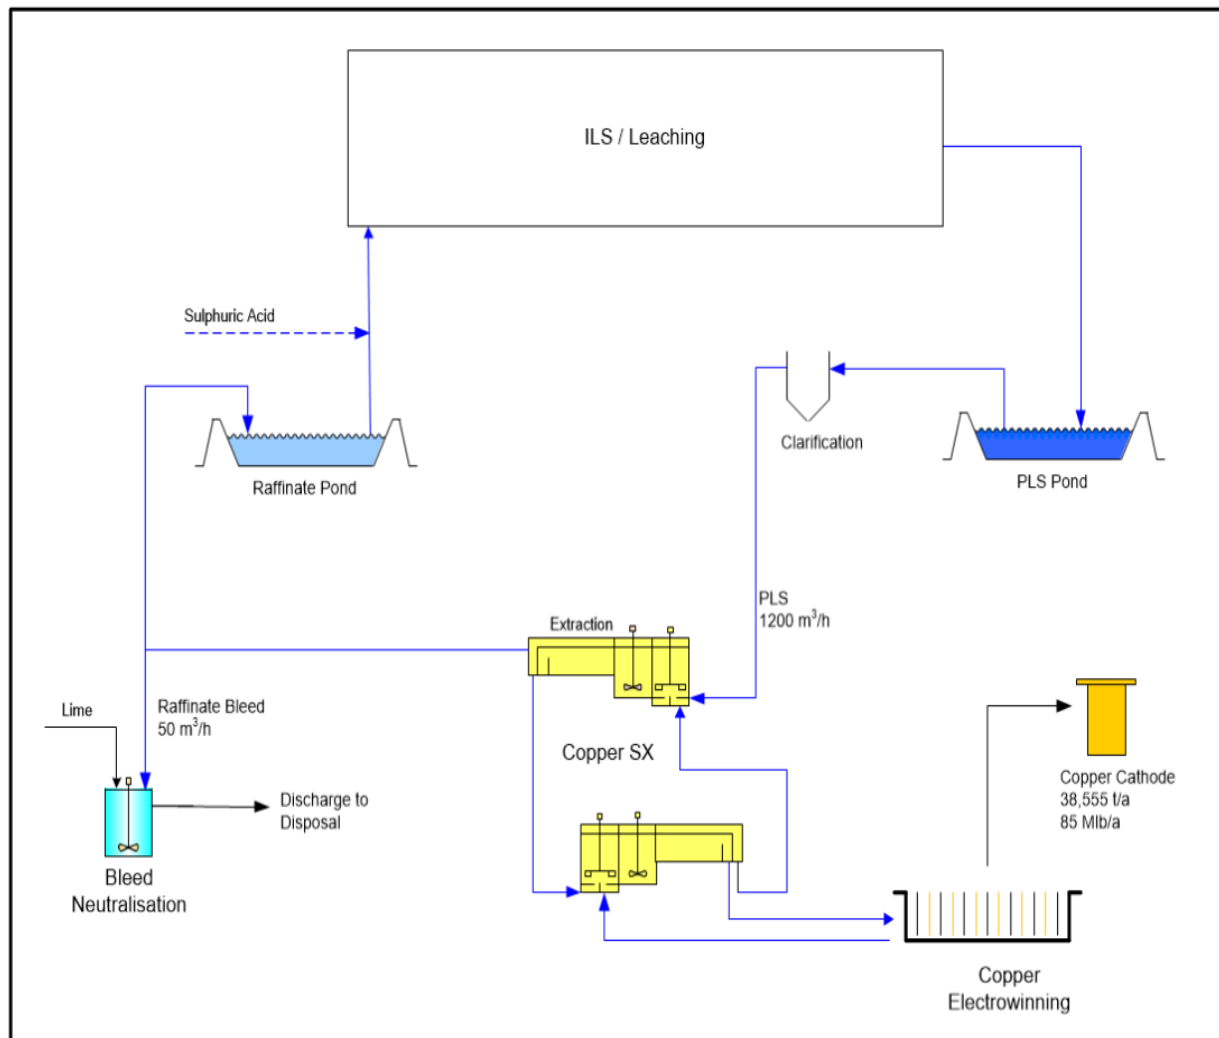 ILS / Leaching
Sulphuric Acid
Clarification
Raffinate Pond
PLS Pond
PLS
1200 m³/h
Extraction
Raffinate Bleed
50 m³/h
Lime
Copper SX
Copper Cathode
38,555 t/a
85 Mlb/a
Discharge to
Disposal
Bleed
Neutralisation
Copper
Electrowinning